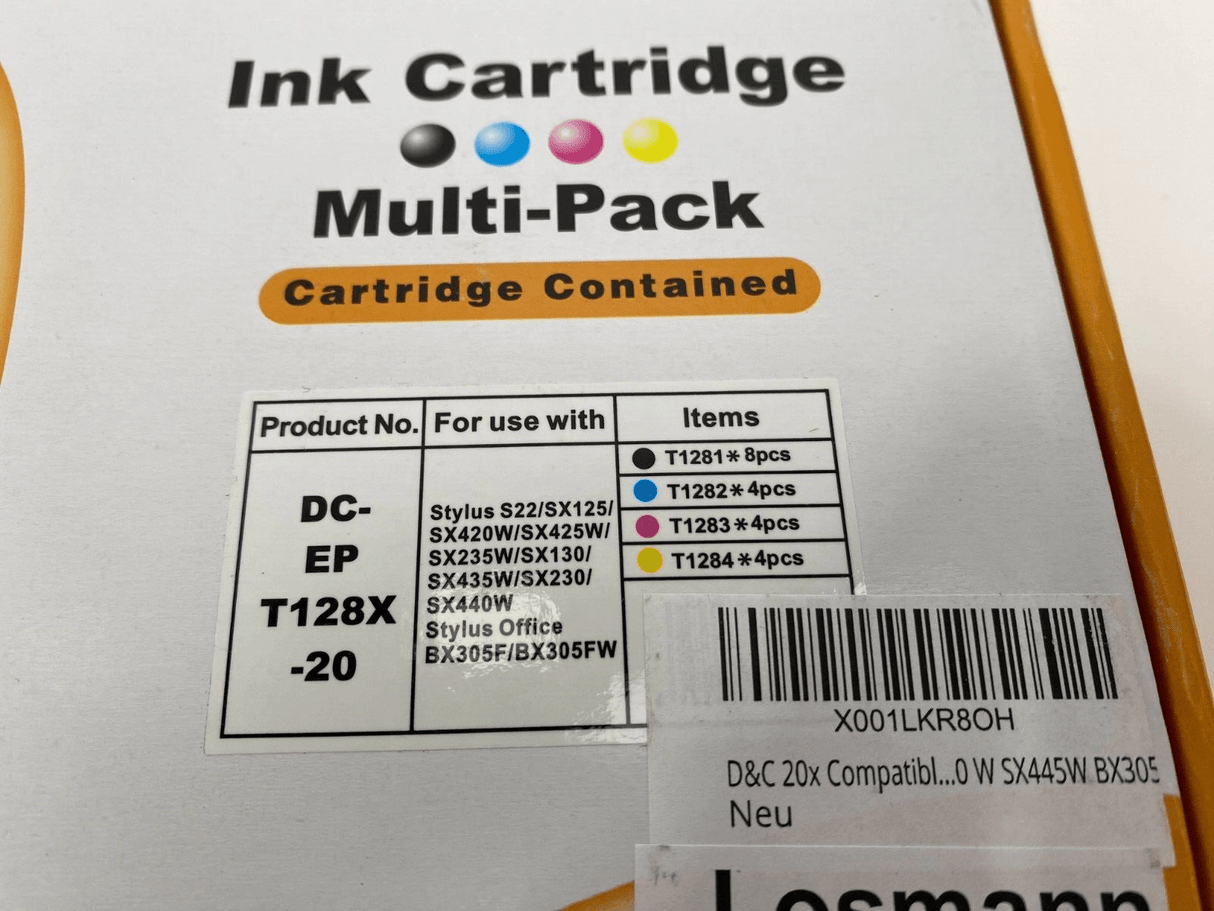 Ink Cartridge
Multi-Pack
Cartridge Contained
Product No.
For use with
Items
DC-
EP
T128X
-20
Stylus S22/SX125/
SX420W/SX425W/
SX235W/SX130/
SX435W/SX230/
SX440W
Stylus Office
BX305F/BX305FW
T1281*8pcs
T1282*4pcs
T1283*4pcs
T1284*4pcs
X001LKR8OH
D&C 20x Compatibl...0 W SX445W BX305
Neu
Losmann